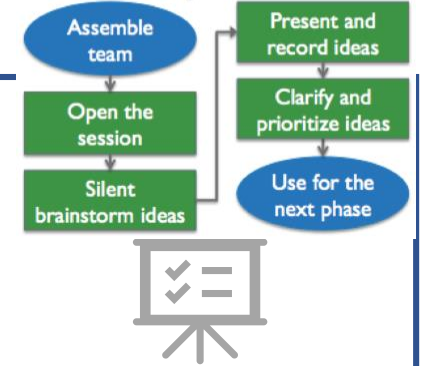 Assemble
team
Open the
session
Silent
brainstorm ideas
Present and
record ideas
Clarify and
prioritize ideas
Use for the
next phase